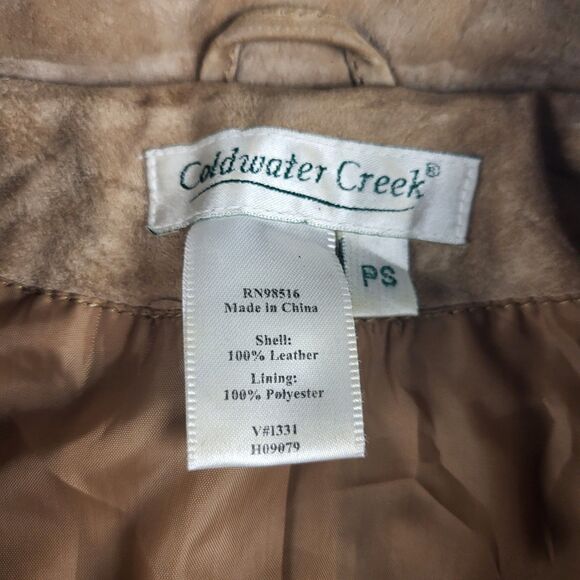 Coldwater Creek®
PS
RN98516
Made in China
Shell:
100% Leather
Lining:
100% Polyester
V#1331
H09079